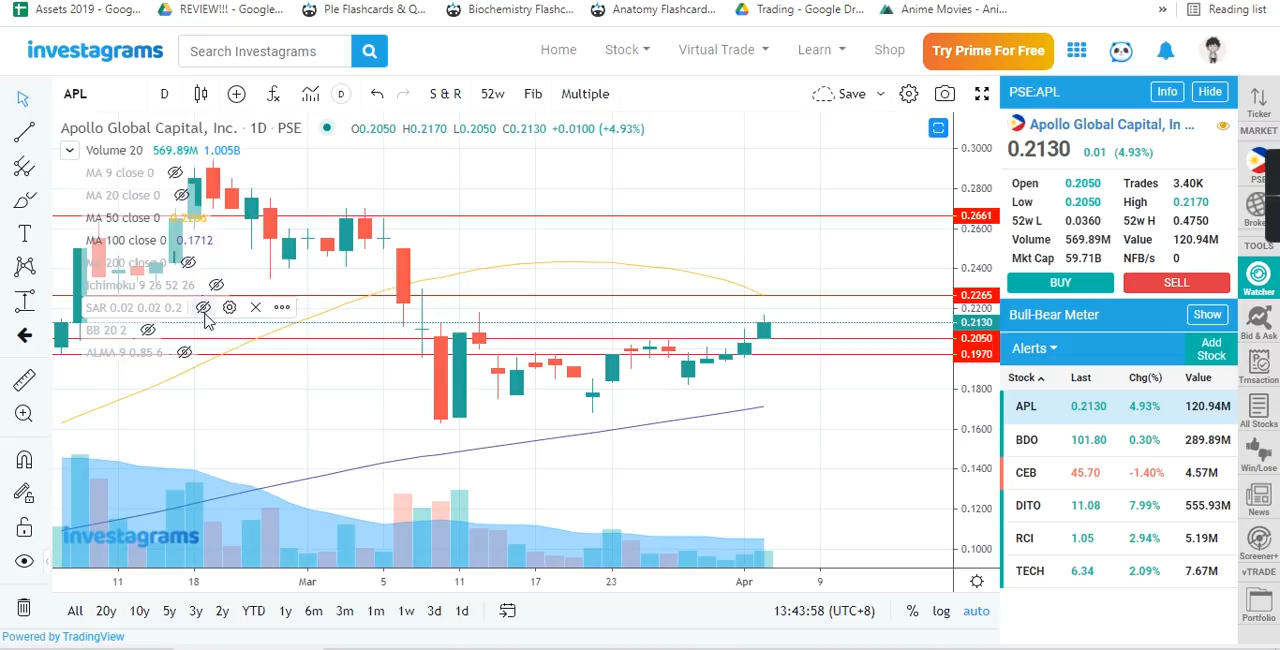 Assets 2019 - Goog...
REVIEW!!! - Google...
Ple Flashcards & Q...
Biochemistry Flashc...
Anatomy Flashcard...
Trading - Google Dr...
Anime Movies - Ani...
»
Reading list
investagrams
Search Investagrams
Home
Stock
Virtual Trade
Learn
Shop
Try Prime For Free
APL
D
D
S & R
52w
Fib
Multiple
Save
Apollo Global Capital, Inc. · 1D · PSE
O0.2050 H0.2170 L0.2050 C0.2130 +0.0100 (+4.93%)
Volume 20 569.89M 1.005B
MA 9 close 0
MA 20 close 0
MA 50 close 0
MA 100 close 0 0.1712
MA 200 close 0
Ichimoku 9 26 52 26
SAR 0.02 0.02 0.2
BB 20 2
ALMA 9 0.85 6
0.3000
0.2800
0.2661
0.2600
0.2400
0.2265
0.2200
0.2130
0.2050
0.1970
0.1800
0.1600
0.1400
0.1200
0.1000
investagrams
11
18
Mar
5
11
17
23
Apr
9
All
20y
10y
5y
3y
2y
YTD
1y
6m
3m
1m
1w
3d
1d
13:43:58 (UTC+8)
%
log
auto
Powered by TradingView
PSE:APL
Info
Hide
Apollo Global Capital, In ...
0.2130 0.01 (4.93%)
Open 0.2050 Trades 3.40K
Low 0.2050 High 0.2170
52w L 0.0360 52w H 0.4750
Volume 569.89M Value 120.94M
Mkt Cap 59.71B NFB/s 0
BUY
SELL
Bull-Bear Meter
Show
Alerts
Add Stock
Stock Last Chg(%) Value
APL 0.2130 4.93% 120.94M
BDO 101.80 0.30% 289.89M
CEB 45.70 -1.40% 4.57M
DITO 11.08 7.99% 555.93M
RCI 1.05 2.94% 5.19M
TECH 6.34 2.09% 7.67M
Ticker
MARKET
PSE
Broke
TOOLS
Watcher
Bid & Ask
All Stocks
Win/Lose
News
Screener+
vTRADE
Portfolio